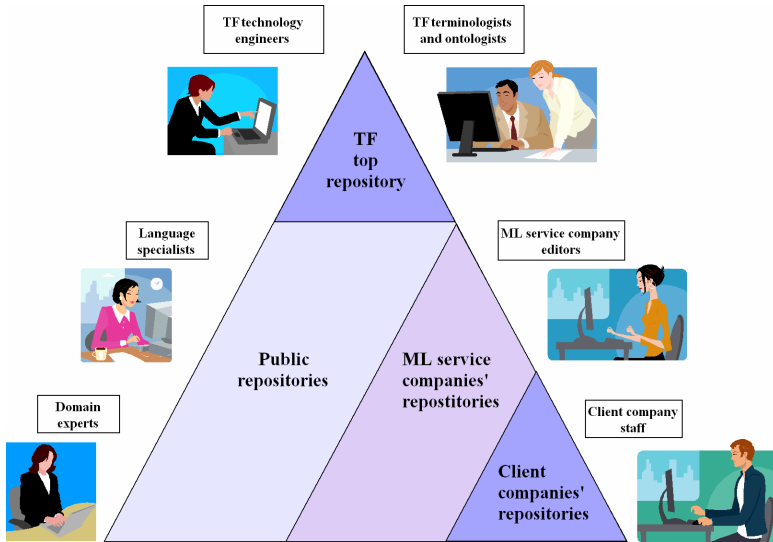 TF technology
engineers
TF terminologists
and ontologists
TF
top
repository
Language
specialists
ML service company
editors
Public
repositories
ML service
companies'
repostitories
Domain
experts
Client company
staff
Client
companies'
repositories